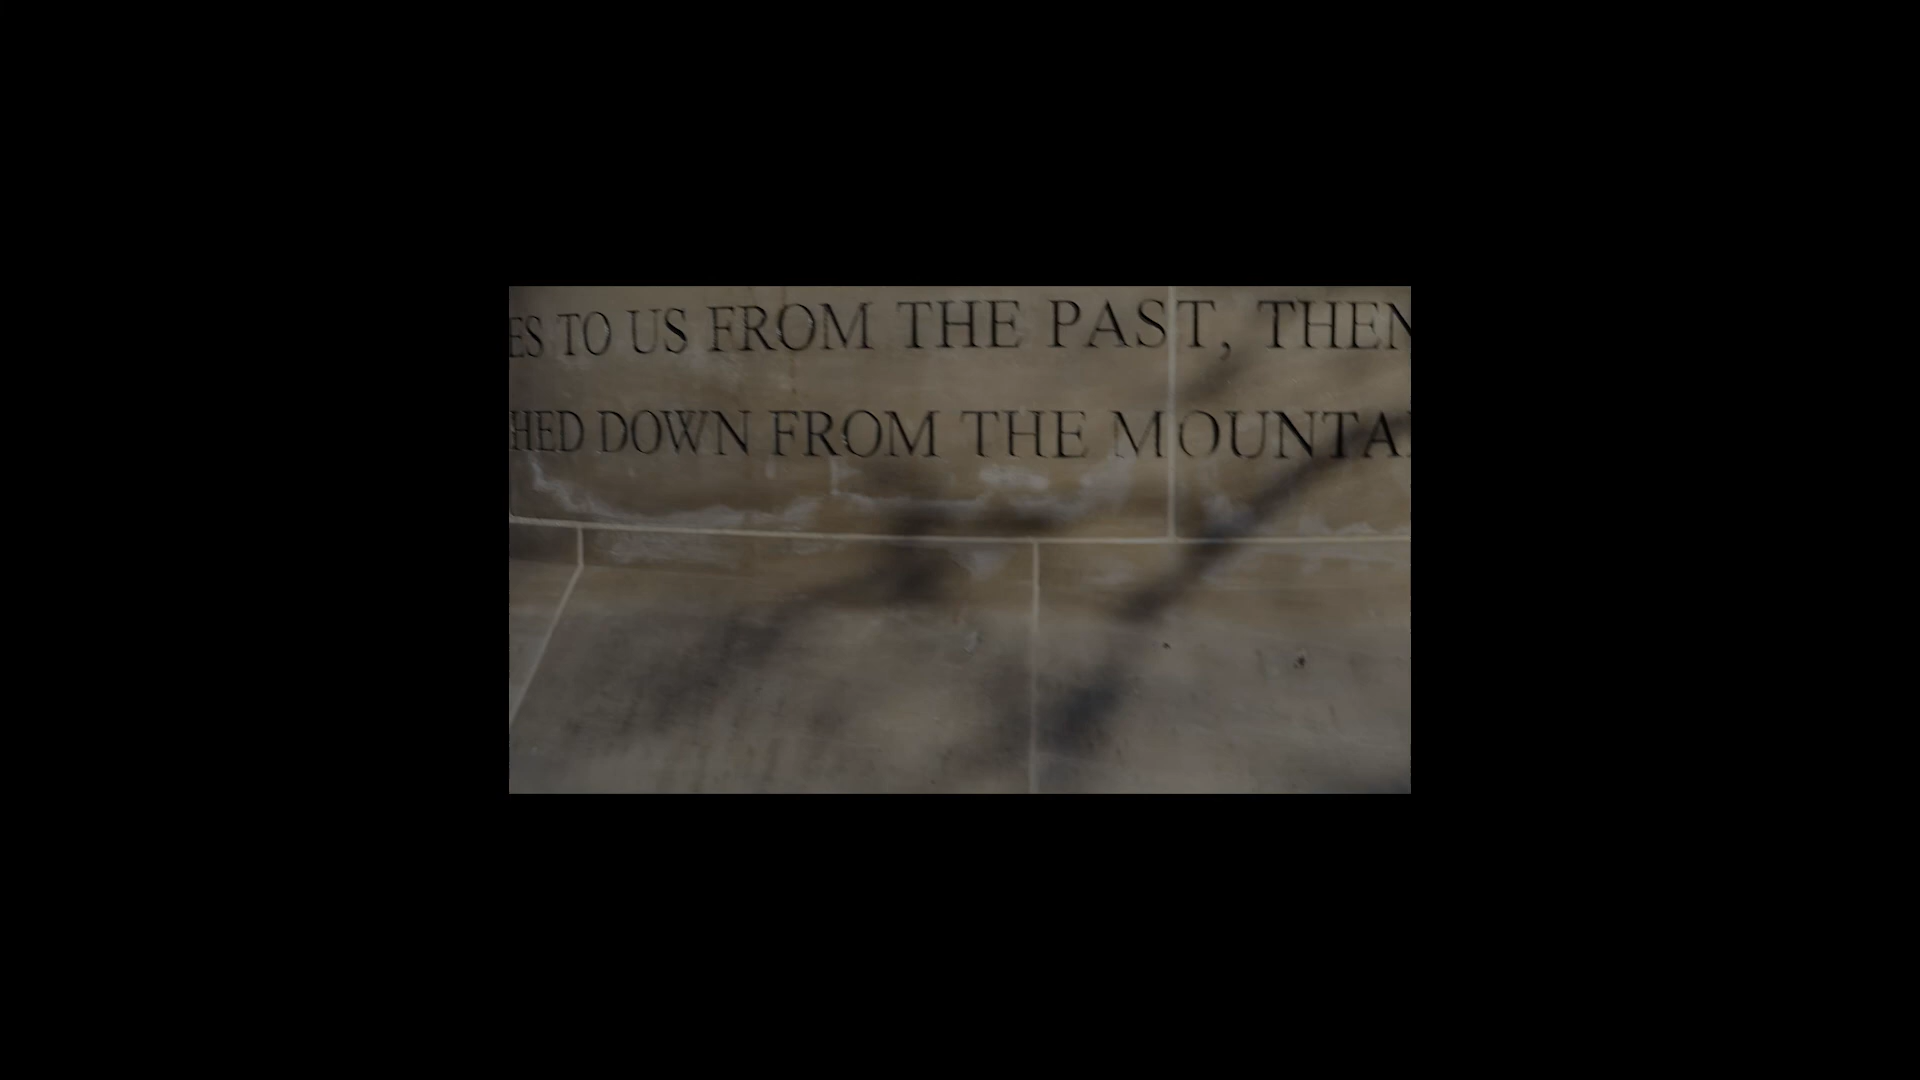 ES TO US FROM THE PAST, THEN
HED DOWN FROM THE MOUNTA